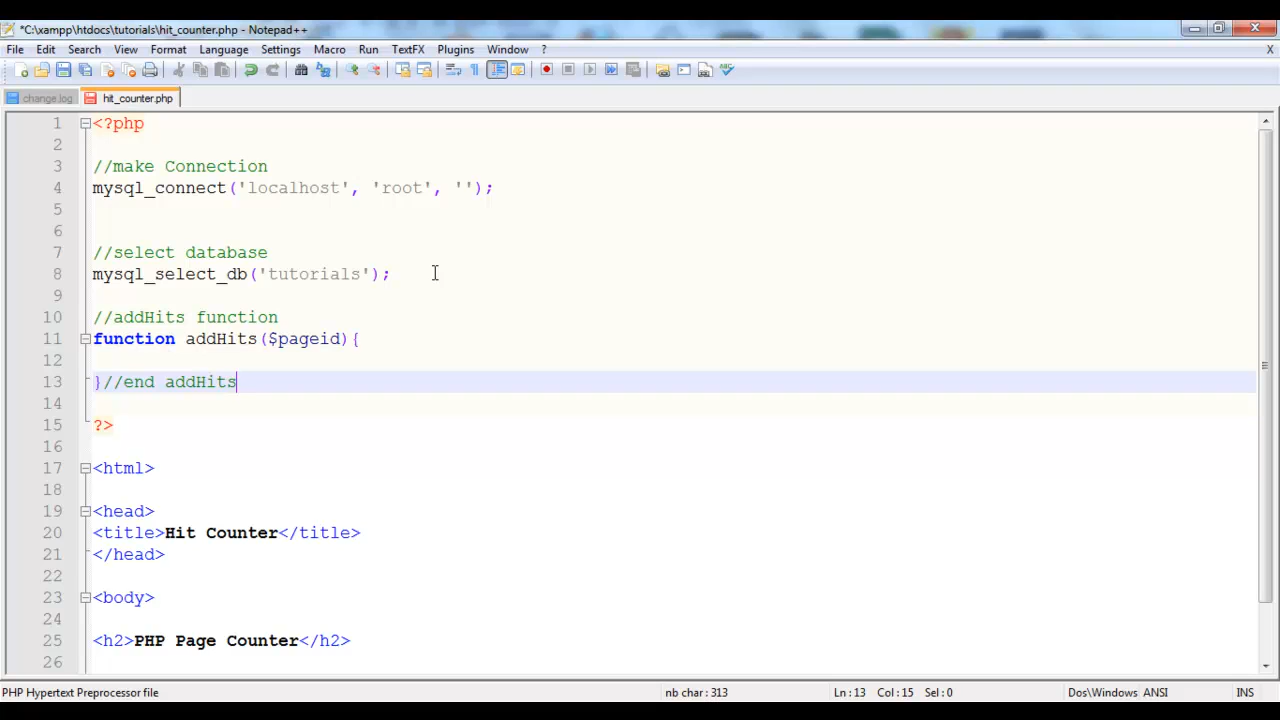 *C:\xampp\htdocs\tutorials\hit_counter.php - Notepad++
File Edit Search View Format Language Settings Macro Run TextFX Plugins Window ? X
change.log hit_counter.php
1 <?php
2
3 //make Connection
4 mysql_connect('localhost', 'root', '');
5
6
7 //select database
8 mysql_select_db('tutorials');
9
10 //addHits function
11 function addHits($pageid){
12
13 }//end addHits
14
15 ?>
16
17 <html>
18
19 <head>
20 <title>Hit Counter</title>
21 </head>
22
23 <body>
24
25 <h2>PHP Page Counter</h2>
26
PHP Hypertext Preprocessor file nb char : 313 Ln : 13 Col : 15 Sel : 0 Dos\Windows ANSI INS